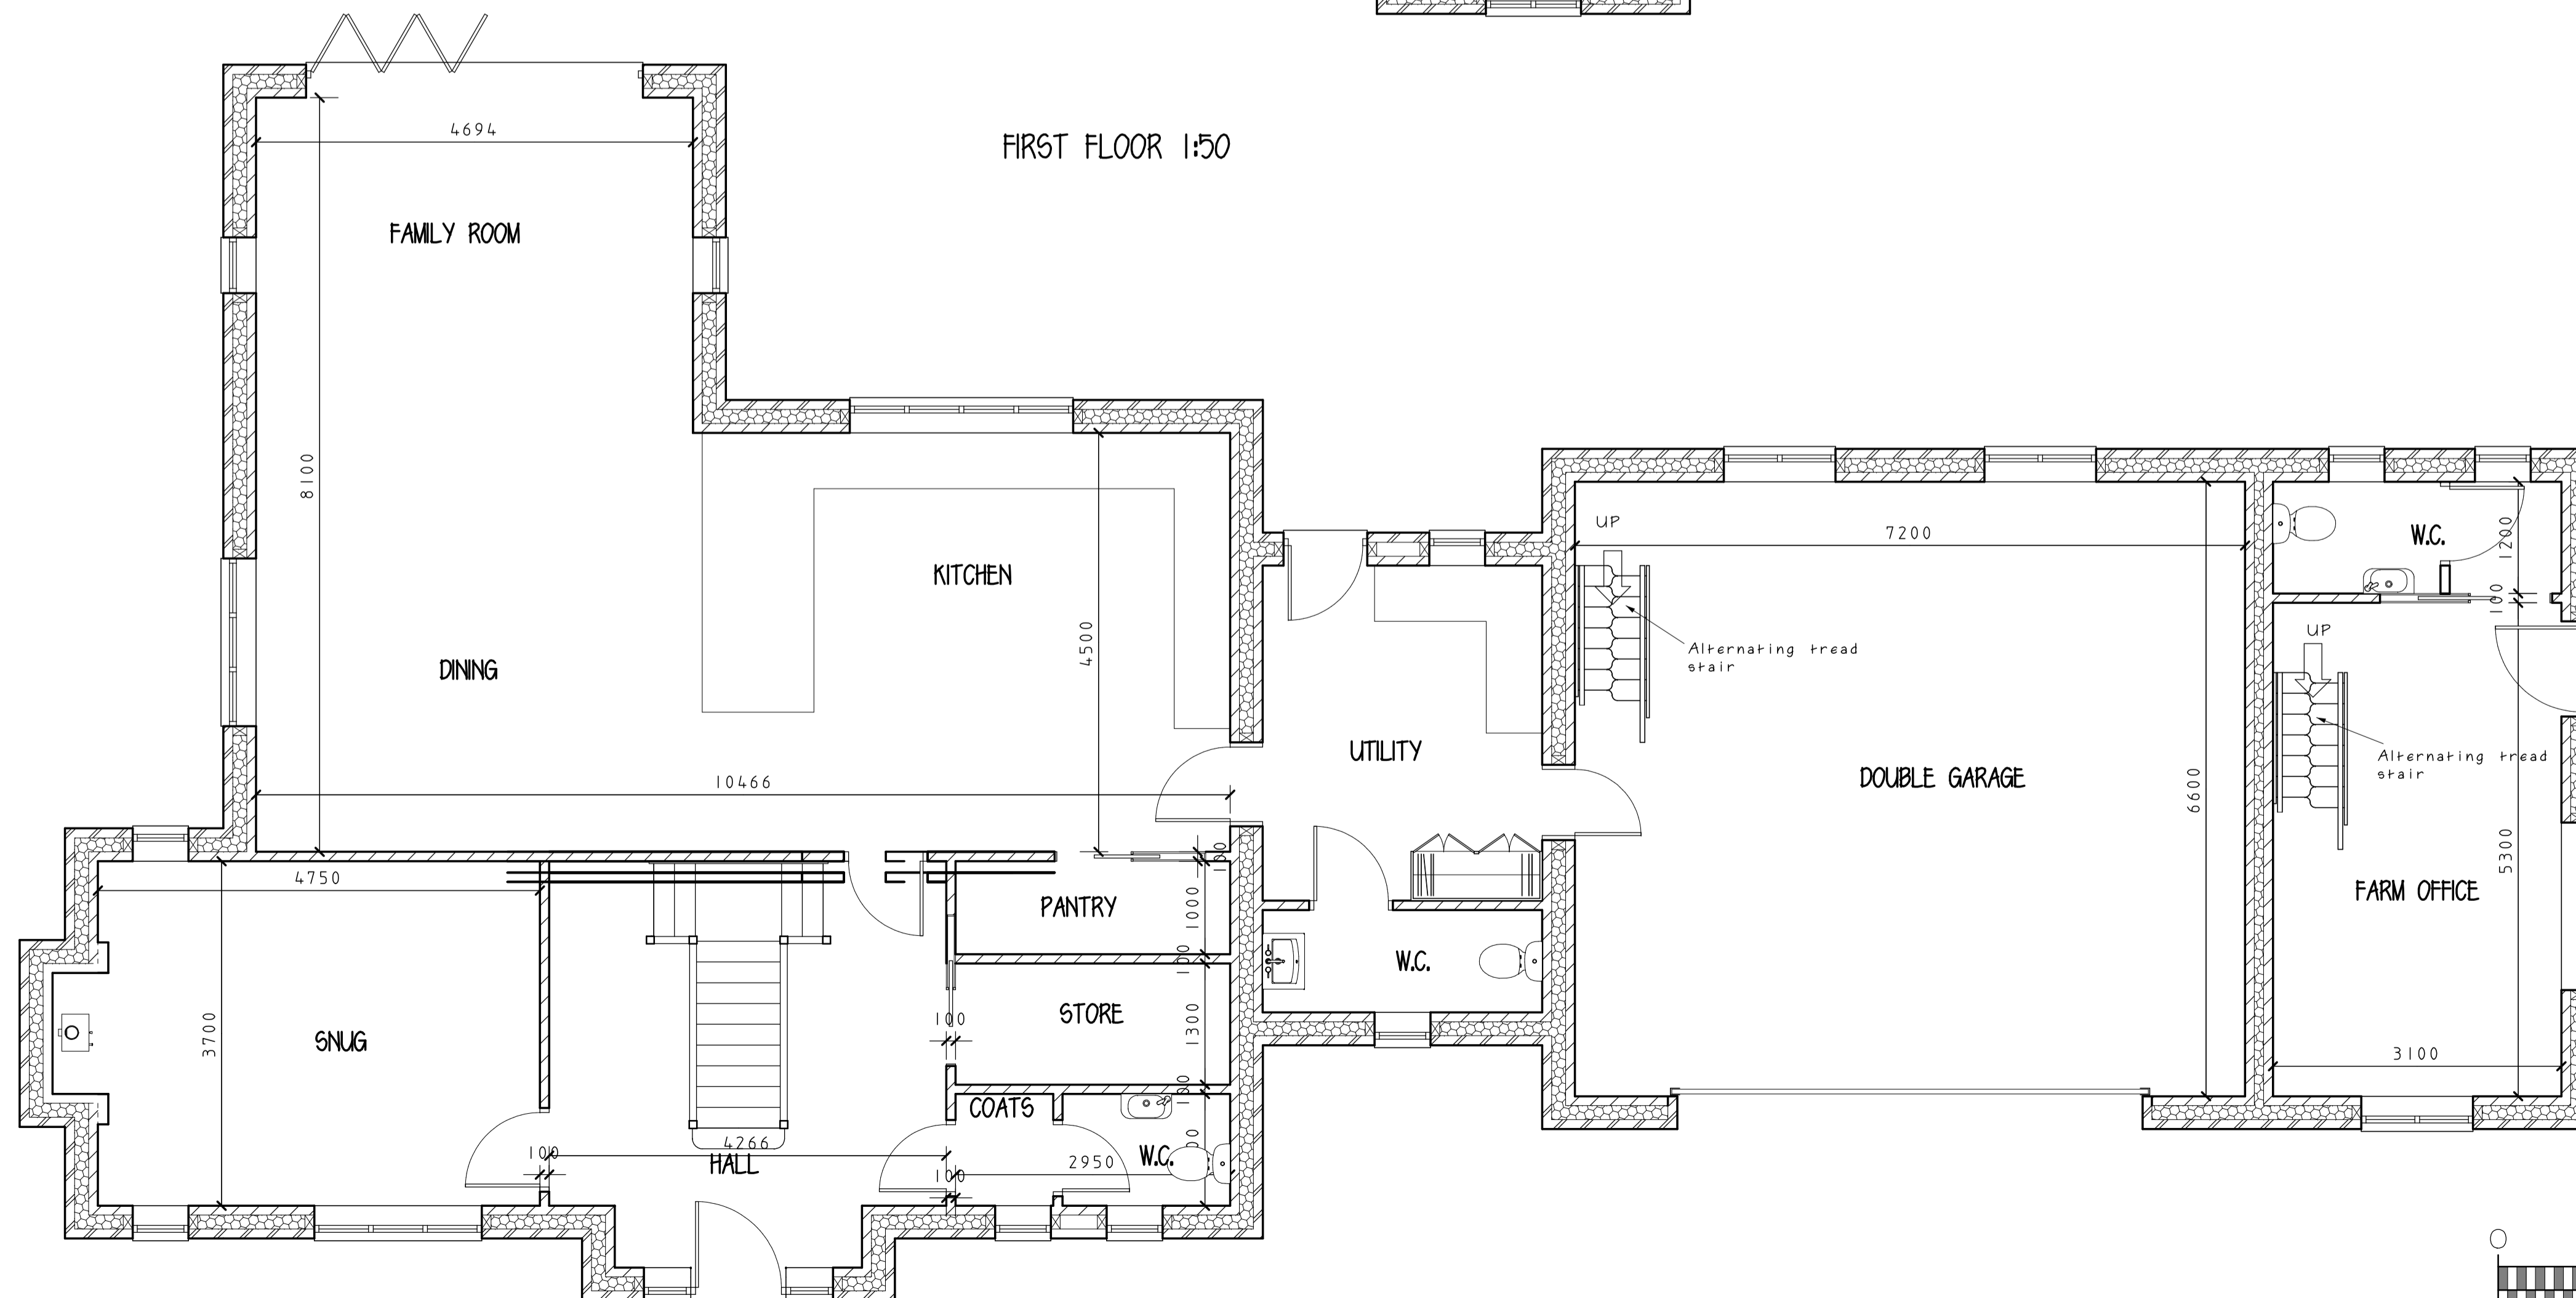 FIRST FLOOR 1:50
4694
FAMILY ROOM
8100
KITCHEN
4500
DINING
10466
UP
7200
Alternating tread
stair
UTILITY
DOUBLE GARAGE
6600
W.C.
1200
100
UP
Alternating tread
stair
5300
FARM OFFICE
3100
4750
3700
SNUG
PANTRY
1000
100
STORE
1300
100
100
COATS
W.C.
W.C.
4266
HALL
100
100
2950
0